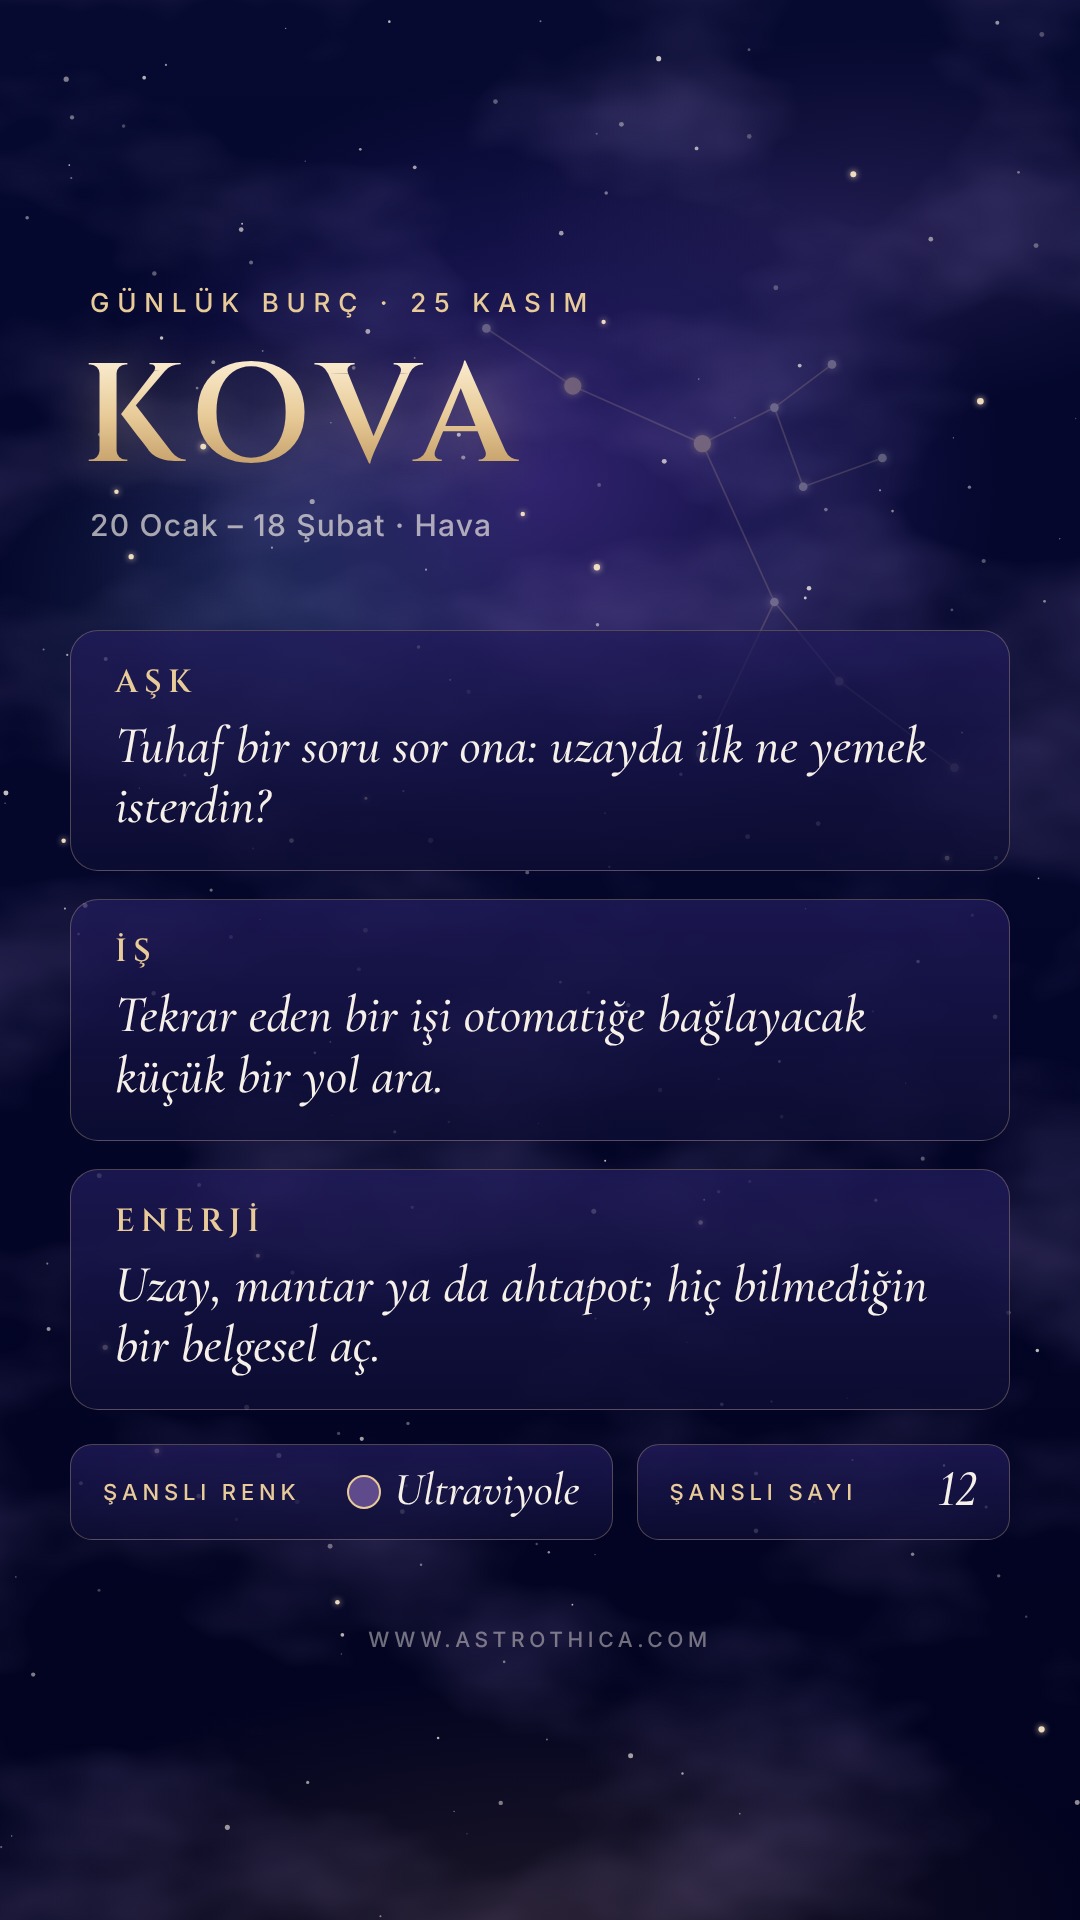 GÜNLÜK BURÇ · 25 KASIM
KOVA
20 Ocak – 18 Şubat · Hava
AŞK
Tuhaf bir soru sor ona: uzayda ilk ne yemek
isterdin?
İŞ
Tekrar eden bir işi otomatiğe bağlayacak
küçük bir yol ara.
ENERJİ
Uzay, mantar ya da ahtapot; hiç bilmediğin
bir belgesel aç.
ŞANSLI RENK Ultraviyole
ŞANSLI SAYI 12
WWW.ASTROTHICA.COM